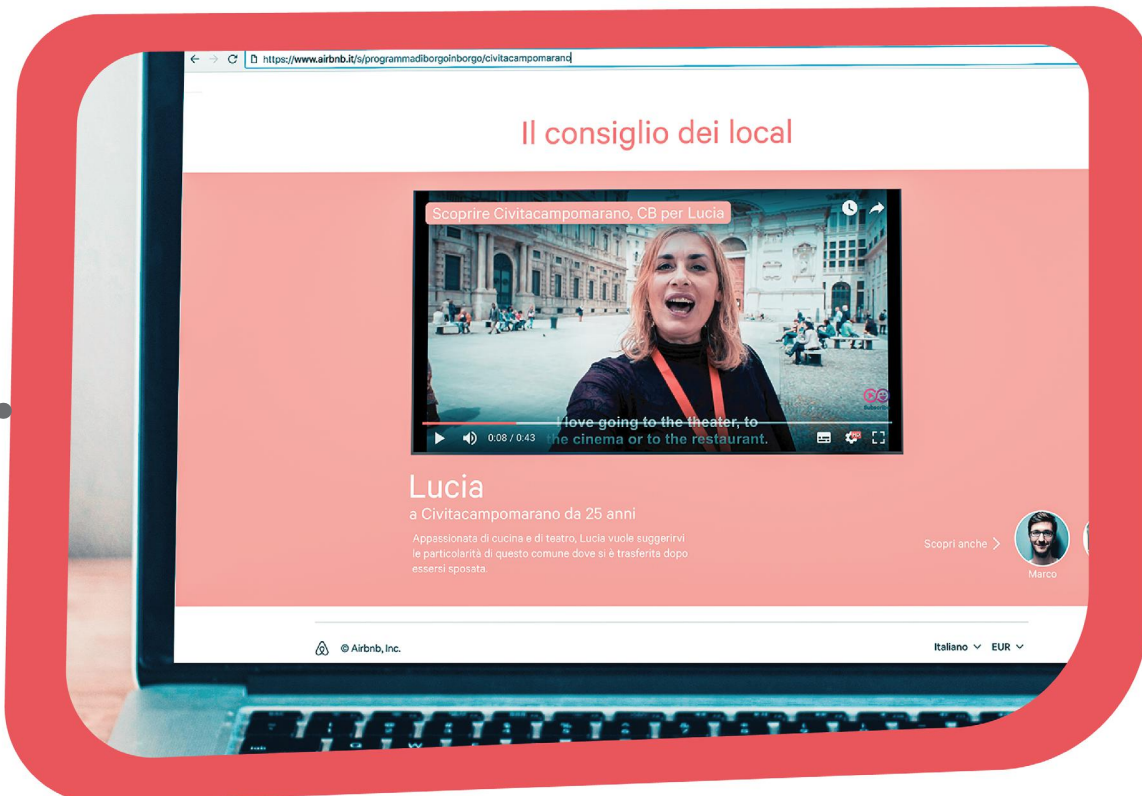 https://www.airbnb.it/s/programmadiborgoinborgo/civitacampomarano
Il consiglio dei local
Scoprire Civitacampomarano, CB per Lucia
I love going to the theater, to
the cinema or to the restaurant.
0:08 / 0:43
Lucia
a Civitacampomarano da 25 anni
Appassionata di cucina e di teatro, Lucia vuole suggerirvi
le particolarità di questo comune dove si è trasferita dopo
essersi sposata.
Scopri anche >
Marco
© Airbnb, Inc.
Italiano
EUR